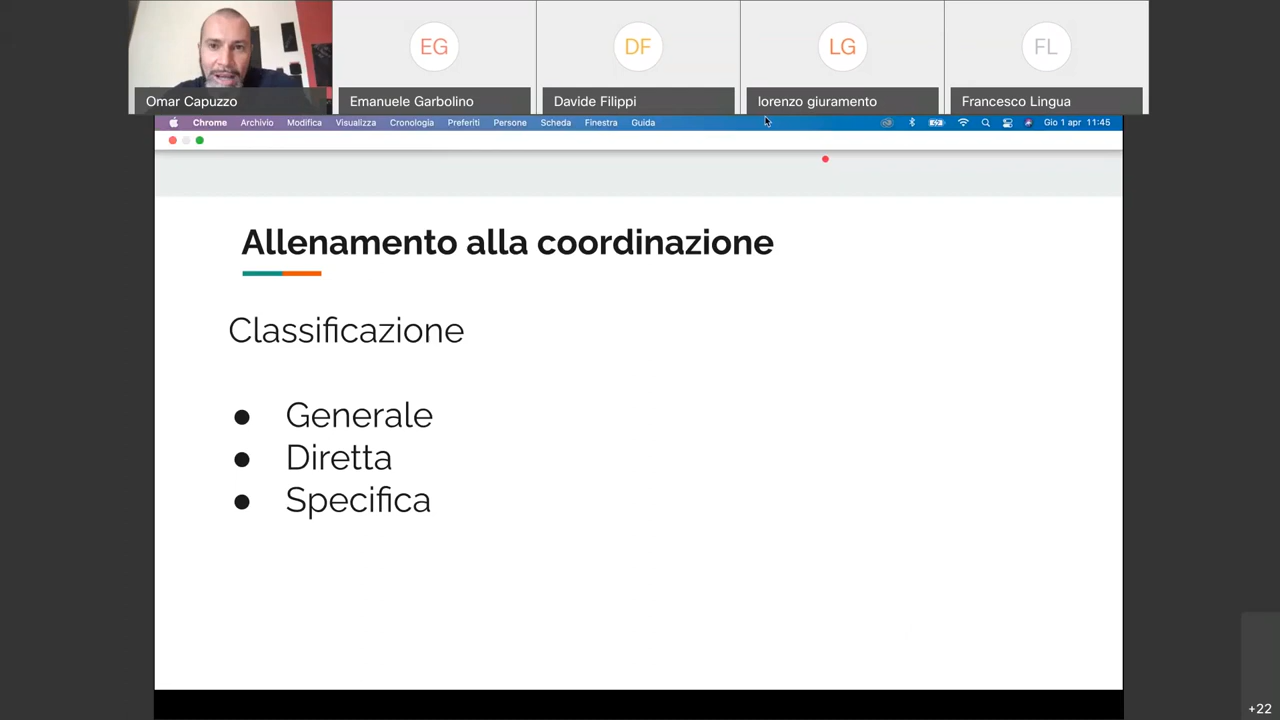 EG
DF
LG
FL
Omar Capuzzo
Emanuele Garbolino
Davide Filippi
lorenzo giuramento
Francesco Lingua
Chrome Archivio Modifica Visualizza Cronologia Preferiti Persone Scheda Finestra Guida Gio 1 apr 11:45
Allenamento alla coordinazione
Classificazione
● Generale
● Diretta
● Specifica
+22